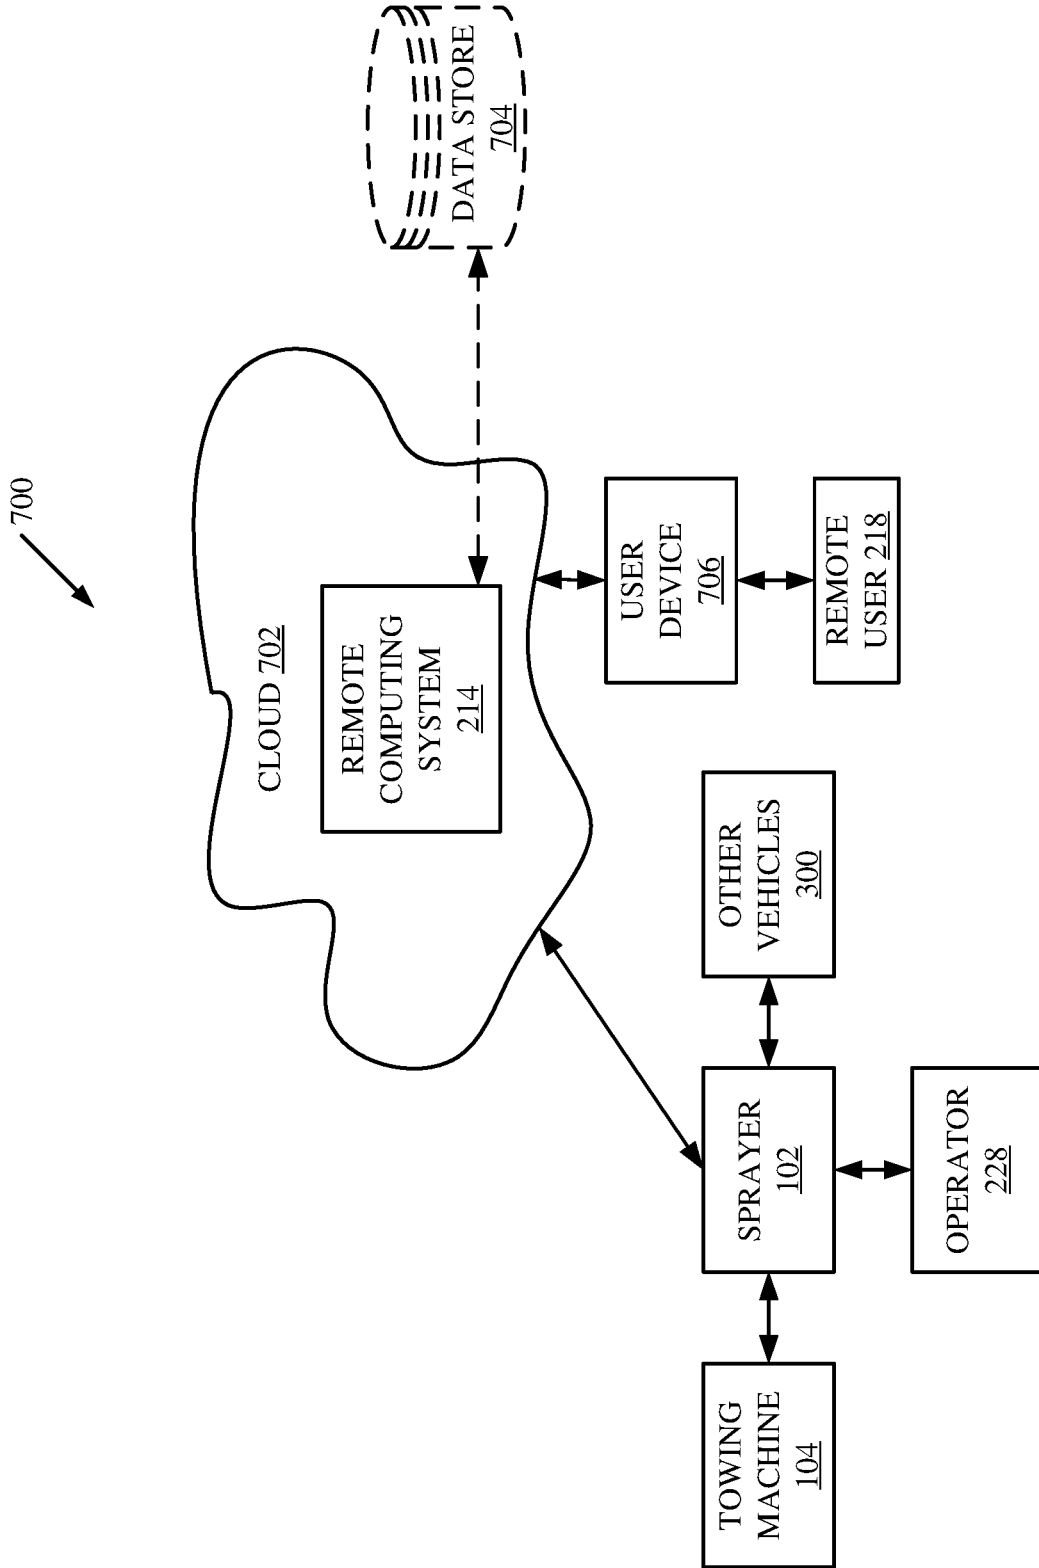 700
CLOUD 702
REMOTE
COMPUTING
SYSTEM
214
DATA STORE
704
USER
DEVICE
706
REMOTE
USER 218
OTHER
VEHICLES
300
SPRAYER
102
OPERATOR
228
TOWING
MACHINE
104